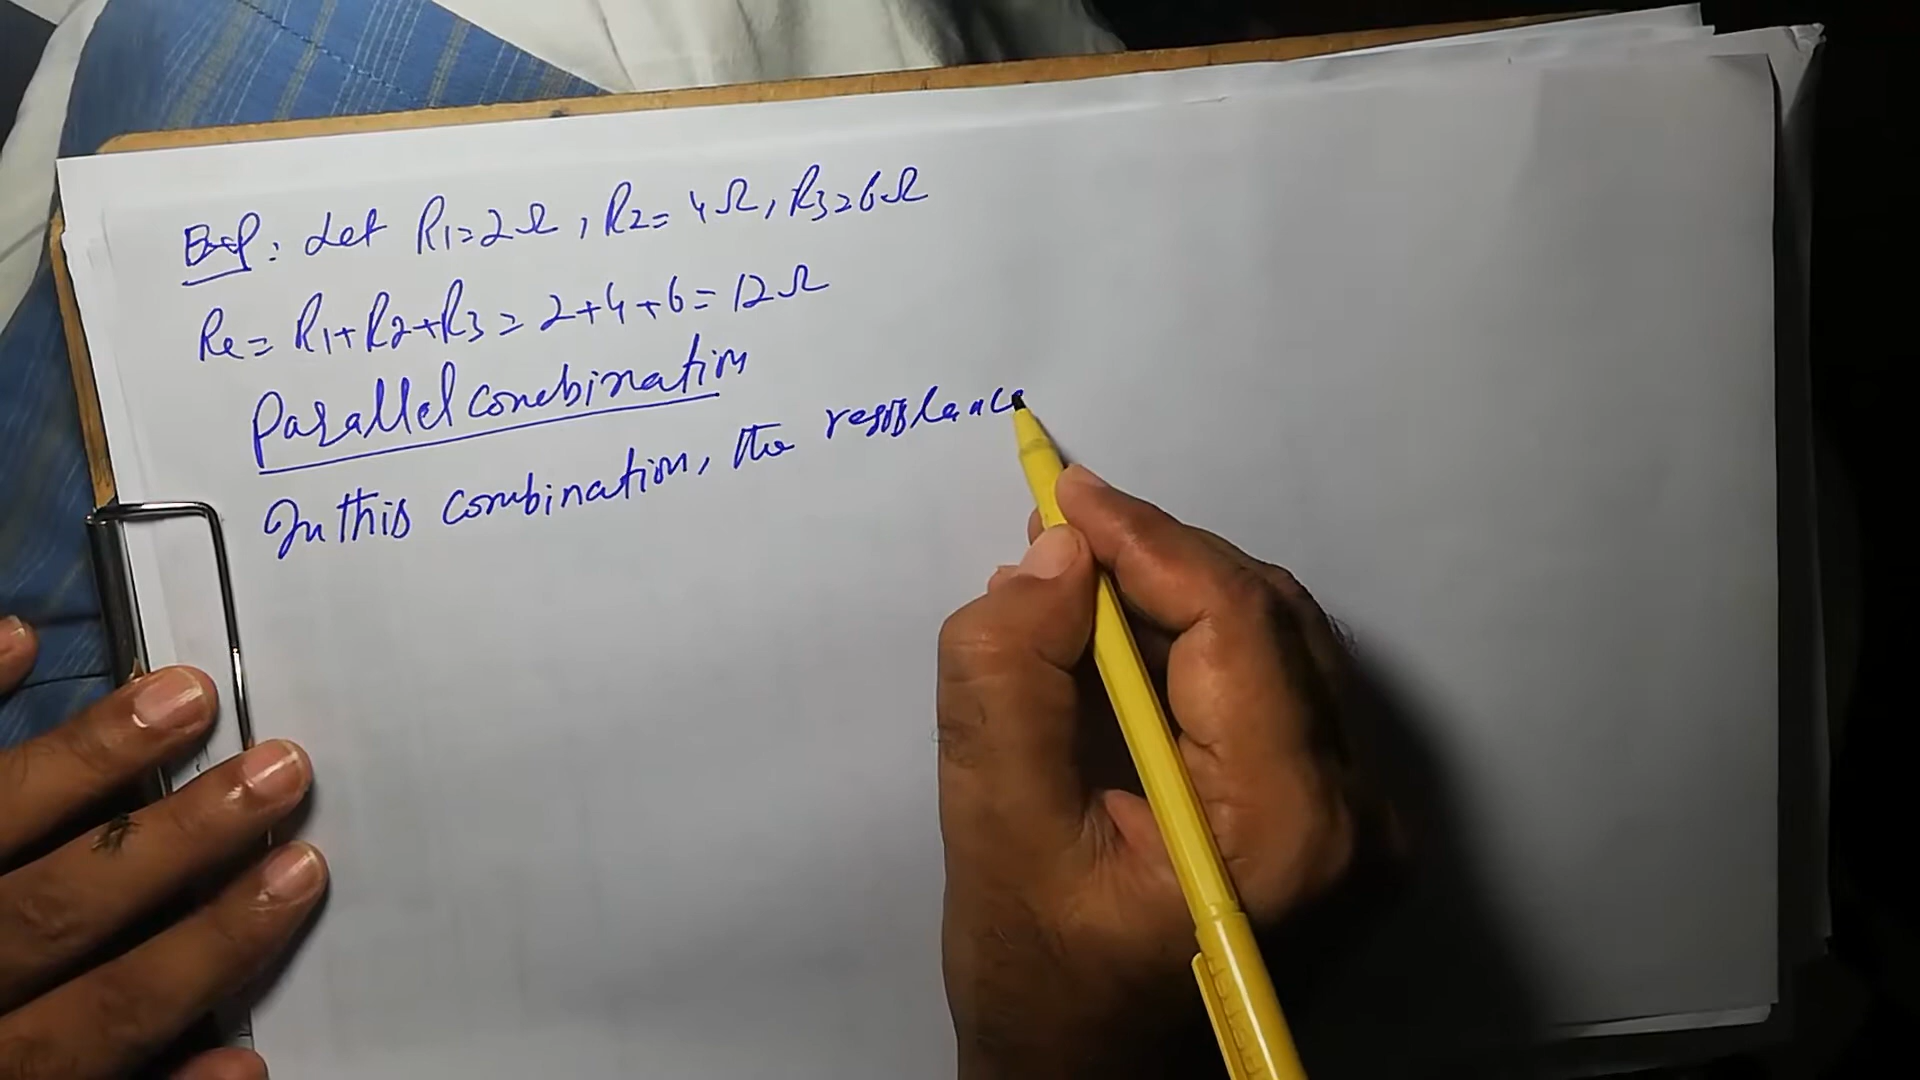 Exp: Let R1=2Ω, R2=4Ω, R3=6Ω
Re=R1+R2+R3=2+4+6=12Ω
Parallel combination
In this combination, the resistance